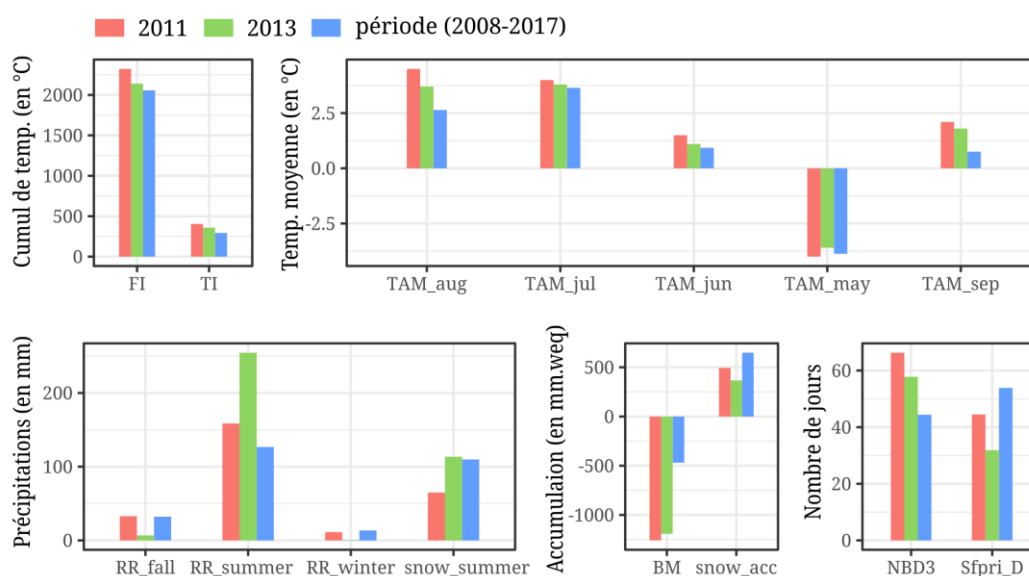 2011 2013 période (2008-2017)
Cumul de temp. (en °C)
2000
1500
1000
500
0
FI TI
Temp. moyenne (en °C)
2.5
0.0
-2.5
TAM_aug TAM_jul TAM_jun TAM_may TAM_sep
Précipitations (en mm)
200
100
0
RR_fall RR_summer RR_winter snow_summer
Accumulaion (en mm.weq)
500
0
-500
-1000
BM snow_acc
Nombre de jours
60
40
20
0
NBD3 Sfpri_D